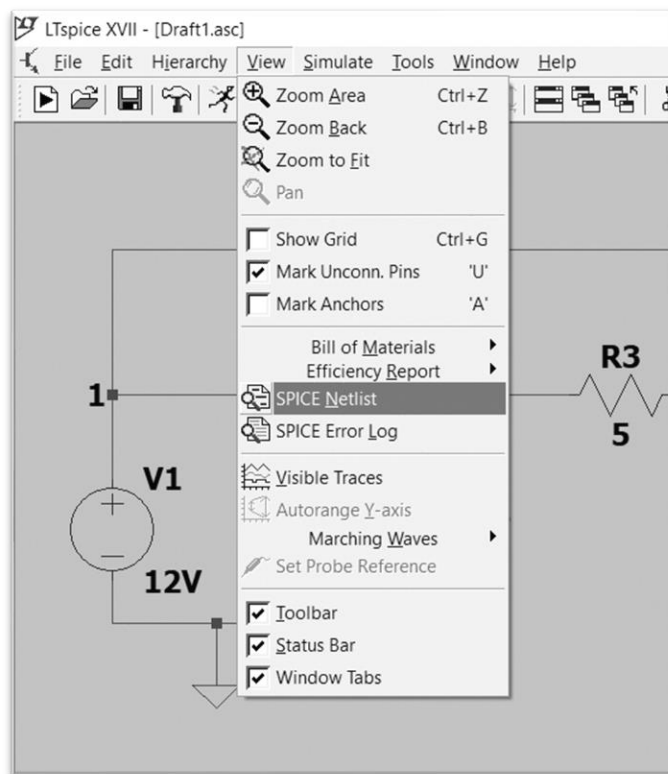 LTspice XVII - [Draft1.asc]
File Edit Hierarchy View Simulate Tools Window Help
Zoom Area Ctrl+Z
Zoom Back Ctrl+B
Zoom to Fit
Pan
Show Grid Ctrl+G
Mark Unconn. Pins 'U'
Mark Anchors 'A'
Bill of Materials
Efficiency Report
SPICE Netlist
SPICE Error Log
Visible Traces
Autorange Y-axis
Marching Waves
Set Probe Reference
Toolbar
Status Bar
Window Tabs
1
V1
12V
R3
5